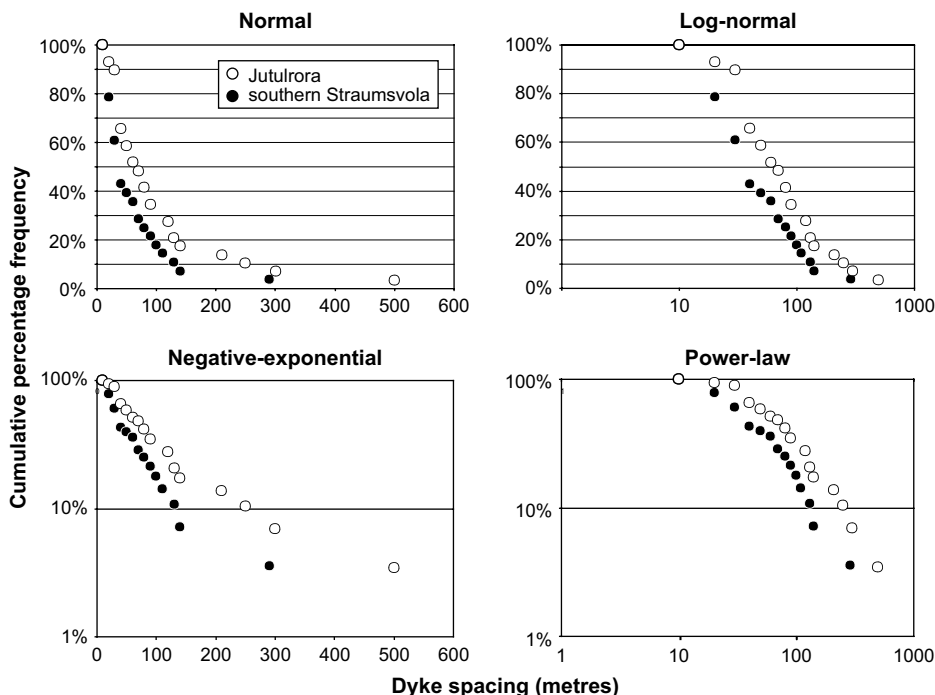 Normal
Log-normal
100%
80%
60%
40%
20%
0%
Jutulrora
southern Straumsvola
0 100 200 300 400 500 600
100%
80%
60%
40%
20%
0%
10 100 1000
Cumulative percentage frequency
Negative-exponential
Power-law
100%
10%
1%
0 100 200 300 400 500 600
100%
10%
1%
1 10 100 1000
Dyke spacing (metres)